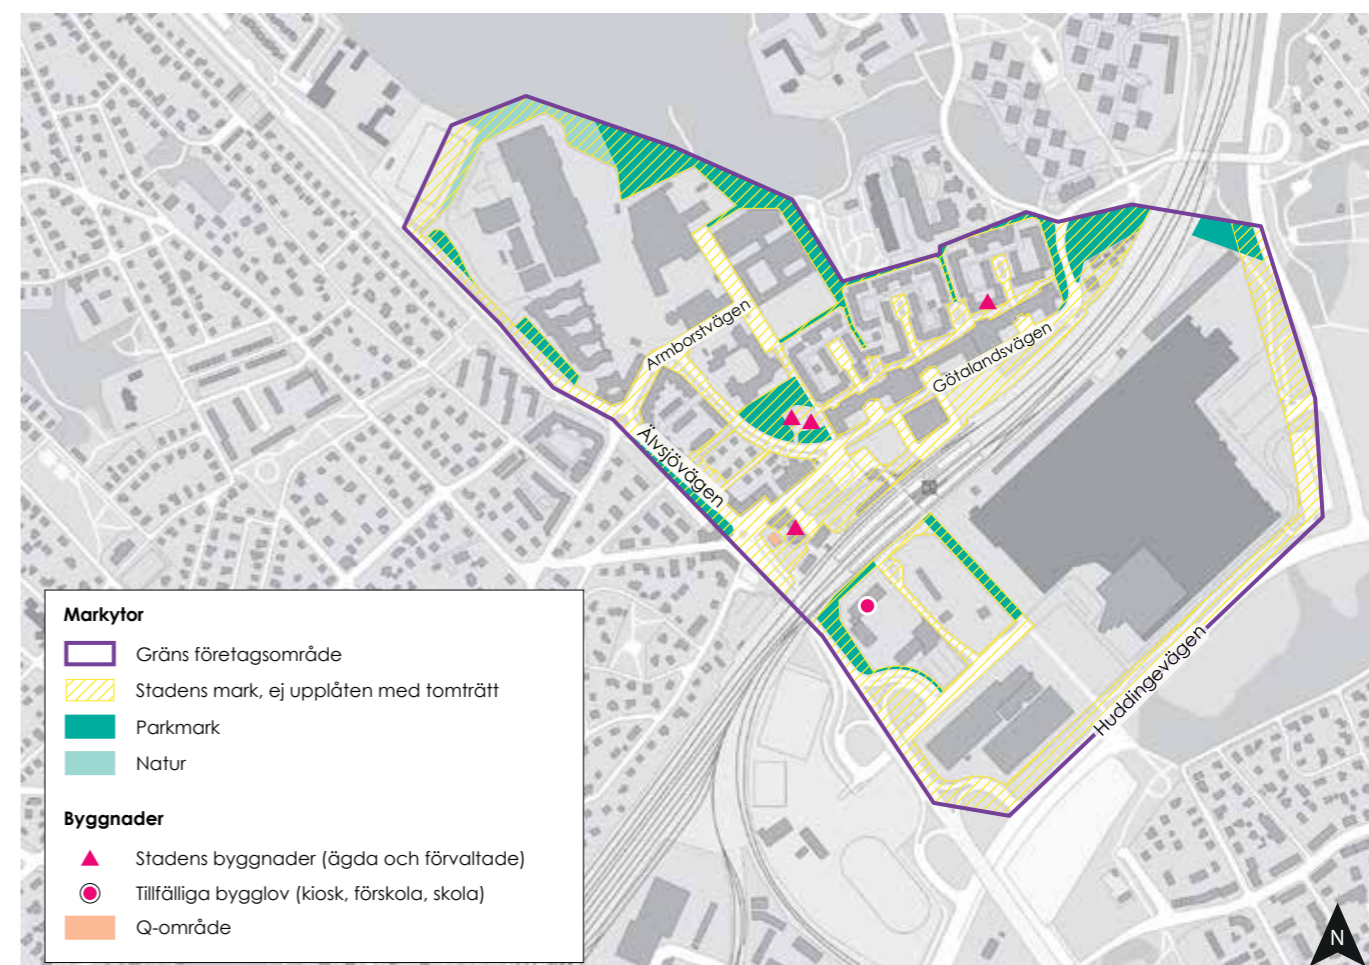 Armborstvägen
Götalandsvägen
Älvsjövägen
Huddingevägen
Markytor
Gräns företagsområde
Stadens mark, ej upplåten med tomträtt
Parkmark
Natur
Byggnader
Stadens byggnader (ägda och förvaltade)
Tillfälliga bygglov (kiosk, förskola, skola)
Q-område
N